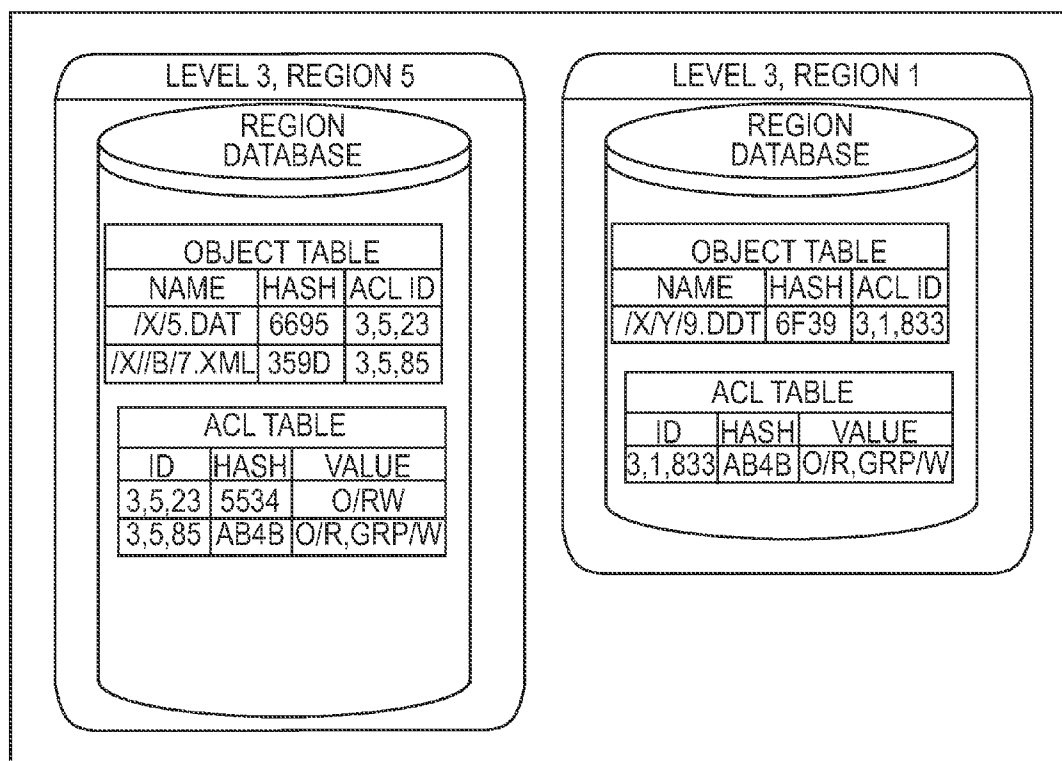 LEVEL 3, REGION 5
REGION
DATABASE
OBJECT TABLE
NAME HASH ACL ID
/X/5.DAT 6695 3,5,23
/X//B/7.XML 359D 3,5,85
ACL TABLE
ID HASH VALUE
3,5,23 5534 O/RW
3,5,85 AB4B O/R,GRP/W
LEVEL 3, REGION 1
REGION
DATABASE
OBJECT TABLE
NAME HASH ACL ID
/X/Y/9.DDT 6F39 3,1,833
ACL TABLE
ID HASH VALUE
3,1,833 AB4B O/R,GRP/W